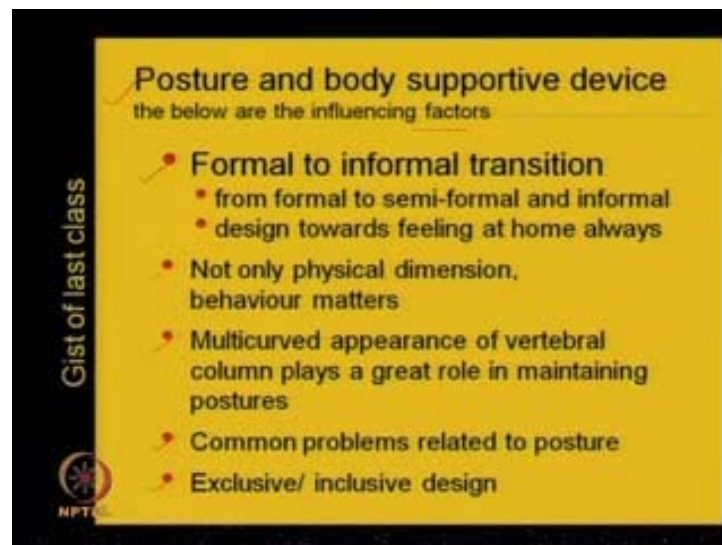 Posture and body supportive device
the below are the influencing factors
Formal to informal transition
from formal to semi-formal and informal
design towards feeling at home always
Not only physical dimension,
behaviour matters
Multicurved appearance of vertebral
column plays a great role in maintaining
postures
Common problems related to posture
Exclusive/ inclusive design
Gist of last class
NPTEL